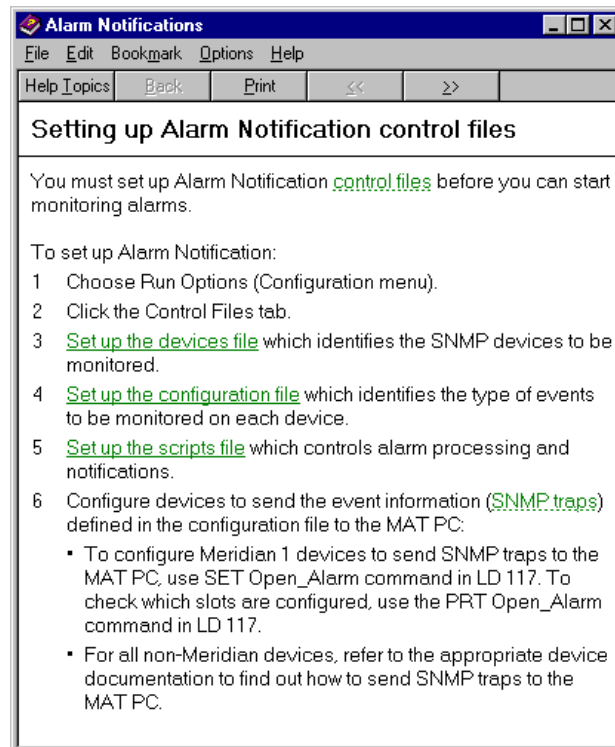 Alarm Notifications
File Edit Bookmark Options Help
Help Topics Back Print << >>
Setting up Alarm Notification control files
You must set up Alarm Notification control files before you can start
monitoring alarms.
To set up Alarm Notification:
1 Choose Run Options (Configuration menu).
2 Click the Control Files tab.
3 Set up the devices file which identifies the SNMP devices to be
monitored.
4 Set up the configuration file which identifies the type of events
to be monitored on each device.
5 Set up the scripts file which controls alarm processing and
notifications.
6 Configure devices to send the event information (SNMP traps)
defined in the configuration file to the MAT PC:
▪ To configure Meridian 1 devices to send SNMP traps to the
MAT PC, use SET Open_Alarm command in LD 117. To
check which slots are configured, use the PRT Open_Alarm
command in LD 117.
▪ For all non-Meridian devices, refer to the appropriate device
documentation to find out how to send SNMP traps to the
MAT PC.